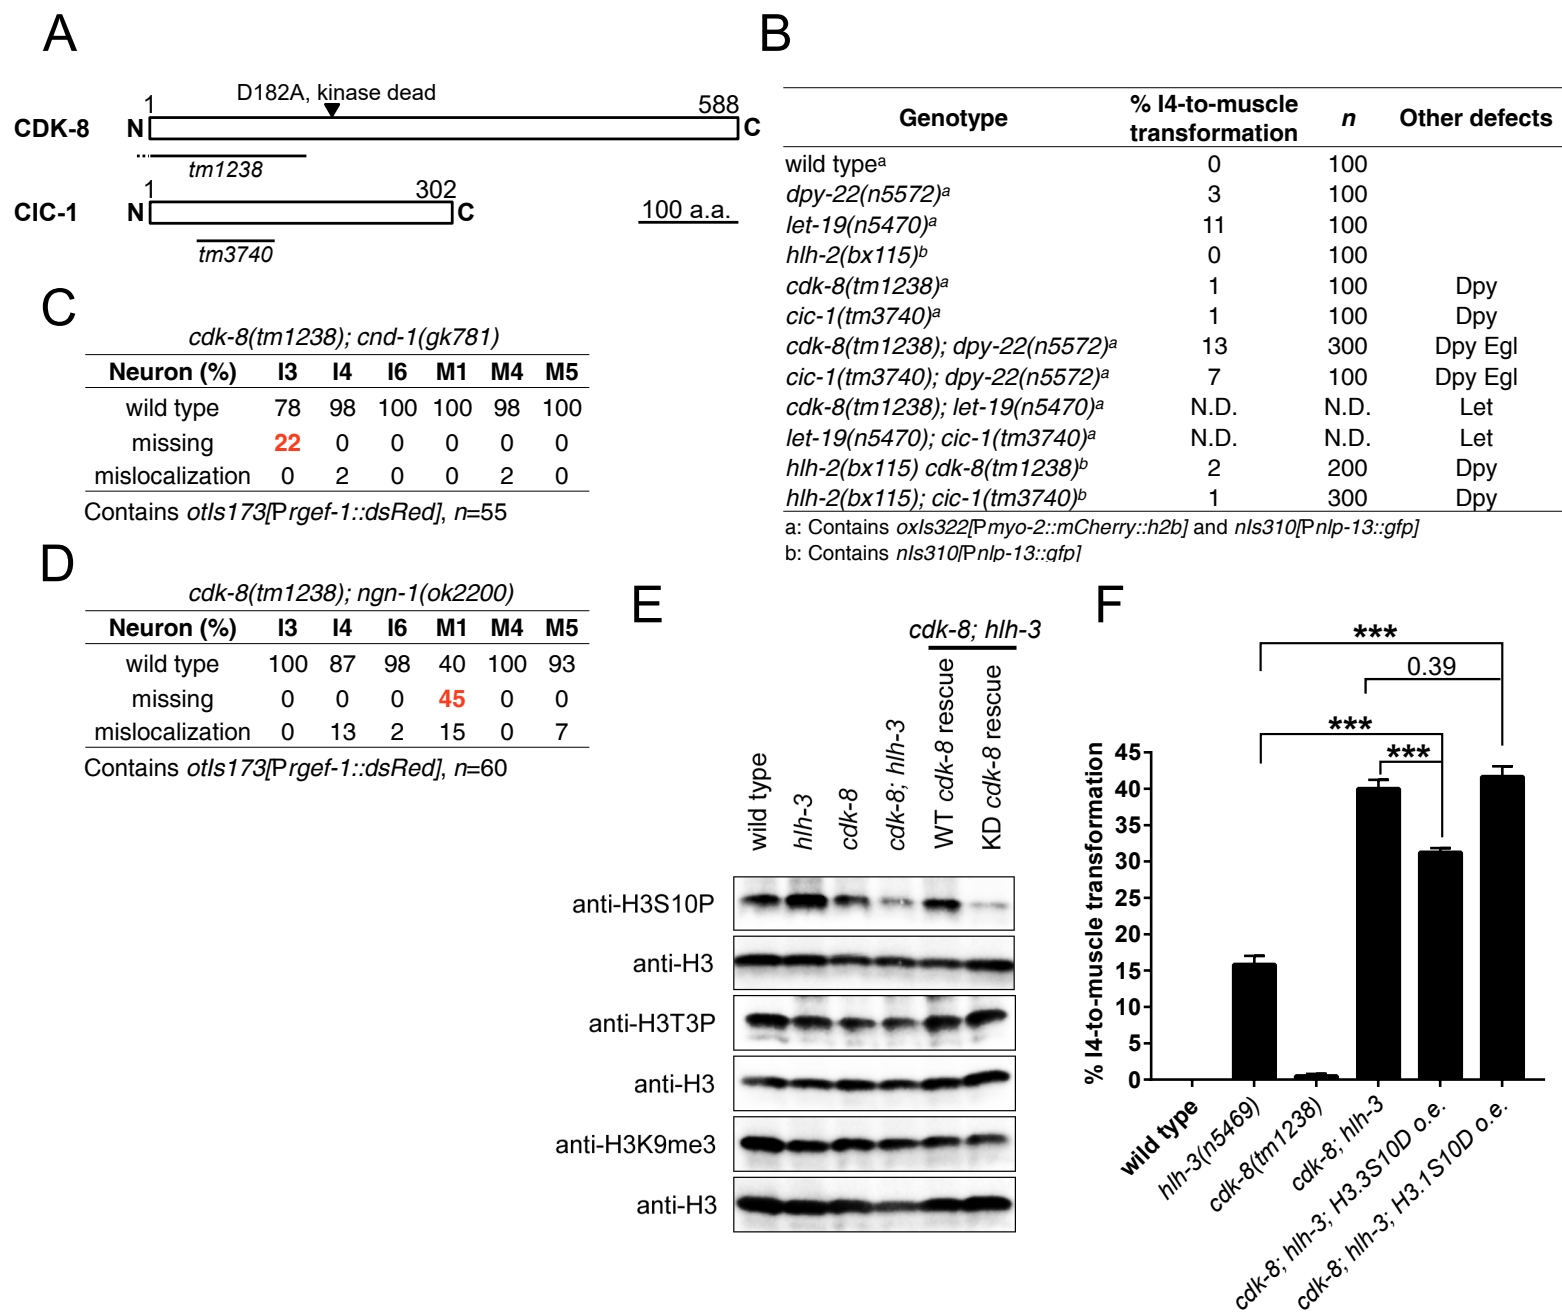 A
D182A, kinase dead
1 588
CDK-8 N C
tm1238
1 302
CIC-1 N C
100 a.a.
tm3740
B
Genotype % I4-to-muscle transformation n Other defects
wild typeᵃ 0 100
dpy-22(n5572)ᵃ 3 100
let-19(n5470)ᵃ 11 100
hlh-2(bx115)ᵇ 0 100
cdk-8(tm1238)ᵃ 1 100 Dpy
cic-1(tm3740)ᵃ 1 100 Dpy
cdk-8(tm1238); dpy-22(n5572)ᵃ 13 300 Dpy Egl
cic-1(tm3740); dpy-22(n5572)ᵃ 7 100 Dpy Egl
cdk-8(tm1238); let-19(n5470)ᵃ N.D. N.D. Let
let-19(n5470); cic-1(tm3740)ᵃ N.D. N.D. Let
hlh-2(bx115) cdk-8(tm1238)ᵇ 2 200 Dpy
hlh-2(bx115); cic-1(tm3740)ᵇ 1 300 Dpy
a: Contains oxIs322[Pmyo-2::mCherry::h2b] and nIs310[Pnlp-13::gfp]
b: Contains nIs310[Pnlp-13::gfp]
C
cdk-8(tm1238); cnd-1(gk781)
Neuron (%) I3 I4 I6 M1 M4 M5
wild type 78 98 100 100 98 100
missing 22 0 0 0 0 0
mislocalization 0 2 0 0 2 0
Contains otIs173[Prgef-1::dsRed], n=55
D
cdk-8(tm1238); ngn-1(ok2200)
Neuron (%) I3 I4 I6 M1 M4 M5
wild type 100 87 98 40 100 93
missing 0 0 0 45 0 0
mislocalization 0 13 2 15 0 7
Contains otIs173[Prgef-1::dsRed], n=60
E
cdk-8; hlh-3
wild type
hlh-3
cdk-8
cdk-8; hlh-3
WT cdk-8 rescue
KD cdk-8 rescue
anti-H3S10P
anti-H3
anti-H3T3P
anti-H3
anti-H3K9me3
anti-H3
F
***
0.39
***
***
% I4-to-muscle transformation
45
40
35
30
25
20
15
10
5
0
wild type
hlh-3(n5469)
cdk-8(tm1238)
cdk-8; hlh-3
cdk-8; hlh-3; H3.3S10D o.e.
cdk-8; hlh-3; H3.1S10D o.e.